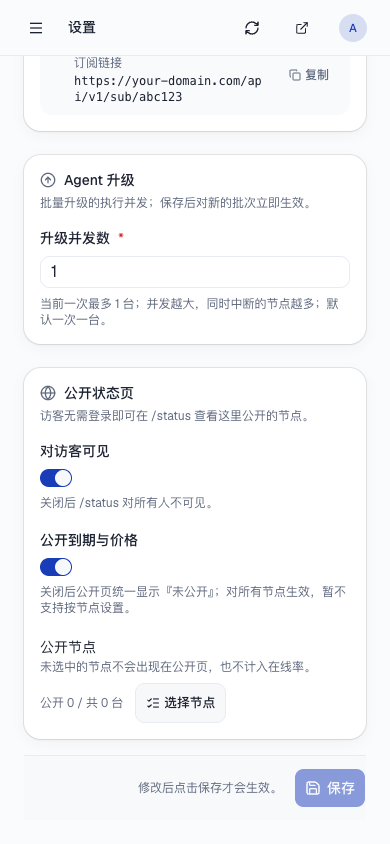 设置
A
订阅链接
https://your-domain.com/ap
i/v1/sub/abc123
复制
Agent 升级
批量升级的执行并发；保存后对新的批次立即生效。
升级并发数 *
1
当前一次最多 1 台；并发越大，同时中断的节点越多；默
认一次一台。
公开状态页
访客无需登录即可在 /status 查看这里公开的节点。
对访客可见
关闭后 /status 对所有人不可见。
公开到期与价格
关闭后公开页统一显示『未公开』；对所有节点生效，暂不
支持按节点设置。
公开节点
未选中的节点不会出现在公开页，也不计入在线率。
公开 0 / 共 0 台
选择节点
修改后点击保存才会生效。
保存